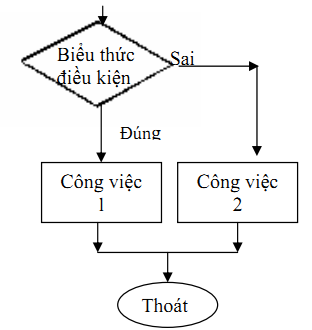 Biểu thức
điều kiện
Sai
Đúng
Công việc
1
Công việc
2
Thoát